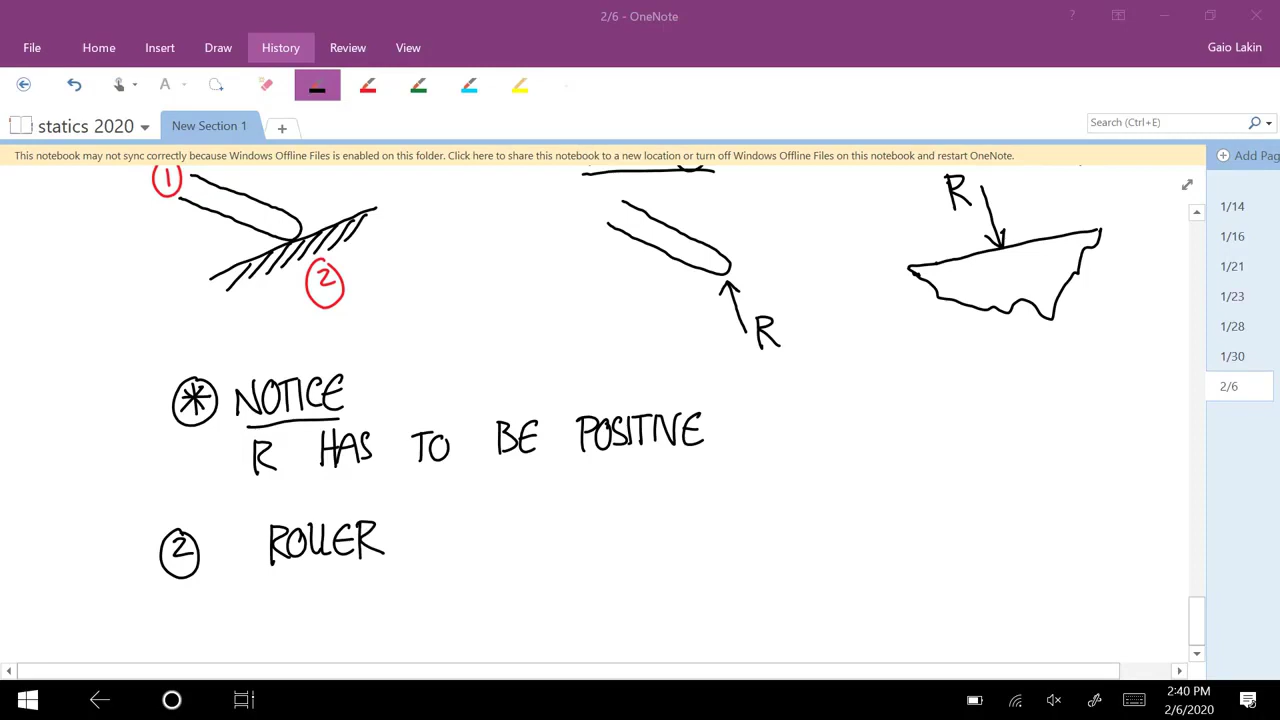 2/6 - OneNote
File Home Insert Draw History Review View Gaio Lakin
A
statics 2020 New Section 1 + Search (Ctrl+E)
This notebook may not sync correctly because Windows Offline Files is enabled on this folder. Click here to share this notebook to a new location or turn off Windows Offline Files on this notebook and restart OneNote.
Add Pag
1/14
1/16
1/21
1/23
1/28
1/30
2/6
1
2
R
R
* NOTICE
R HAS TO BE POSITIVE
2 ROLLER
2:40 PM
2/6/2020